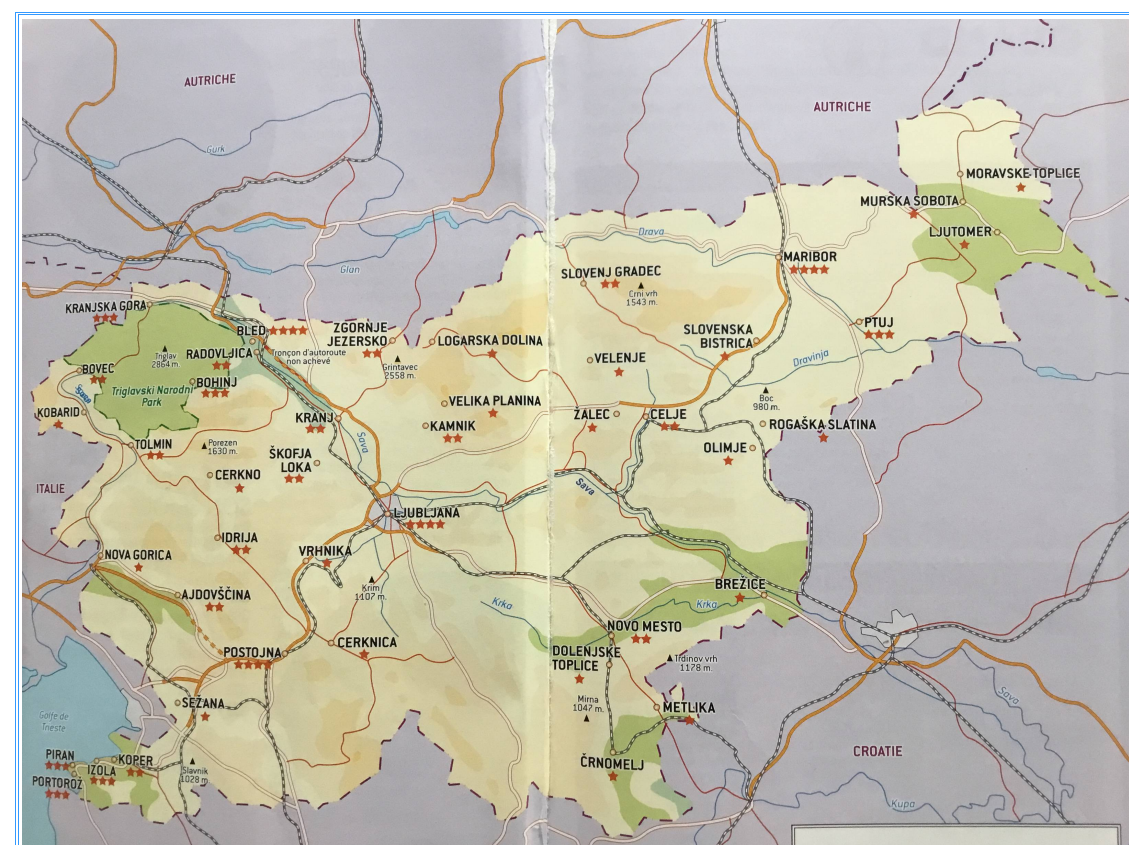 AUTRICHE
AUTRICHE
Gurk
MORAVSKE TOPLICE
MURSKA SOBOTA
LJUTOMER
Drava
MARIBOR
Glan
SLOVENJ GRADEC
Črni vrh
1543 m.
KRANJSKA GORA
BLED
ZGORNJE
JEZERSKO
LOGARSKA DOLINA
SLOVENSKA
BISTRICA
PTUJ
Triglav
2864 m.
RADOVLJICA
Tronçon d'autoroute
non achevé
Grintavec
2558 m.
VELENJE
Dravinja
BOVEC
BOHINJ
Triglavski Narodni
Park
KOBARID
VELIKA PLANINA
Boc
980 m.
KRANJ
KAMNIK
ŽALEC
CELJE
ROGAŠKA SLATINA
TOLMIN
Porezen
1630 m.
Sava
ŠKOFJA
LOKA
OLIMJE
CERKNO
ITALIE
Sava
LJUBLJANA
IDRIJA
VRHNIKA
NOVA GORICA
Krim
1107 m.
BREŽICE
AJDOVŠČINA
Krka
Krka
NOVO MESTO
CERKNICA
POSTOJNA
DOLENJSKE
TOPLICE
Trdinov vrh
1178 m.
SEŽANA
Mirna
1047 m.
METLIKA
Sava
Golfe de
Trieste
CROATIE
PIRAN
KOPER
IZOLA
PORTOROŽ
Slavnik
1028 m
ČRNOMELJ
Kupa